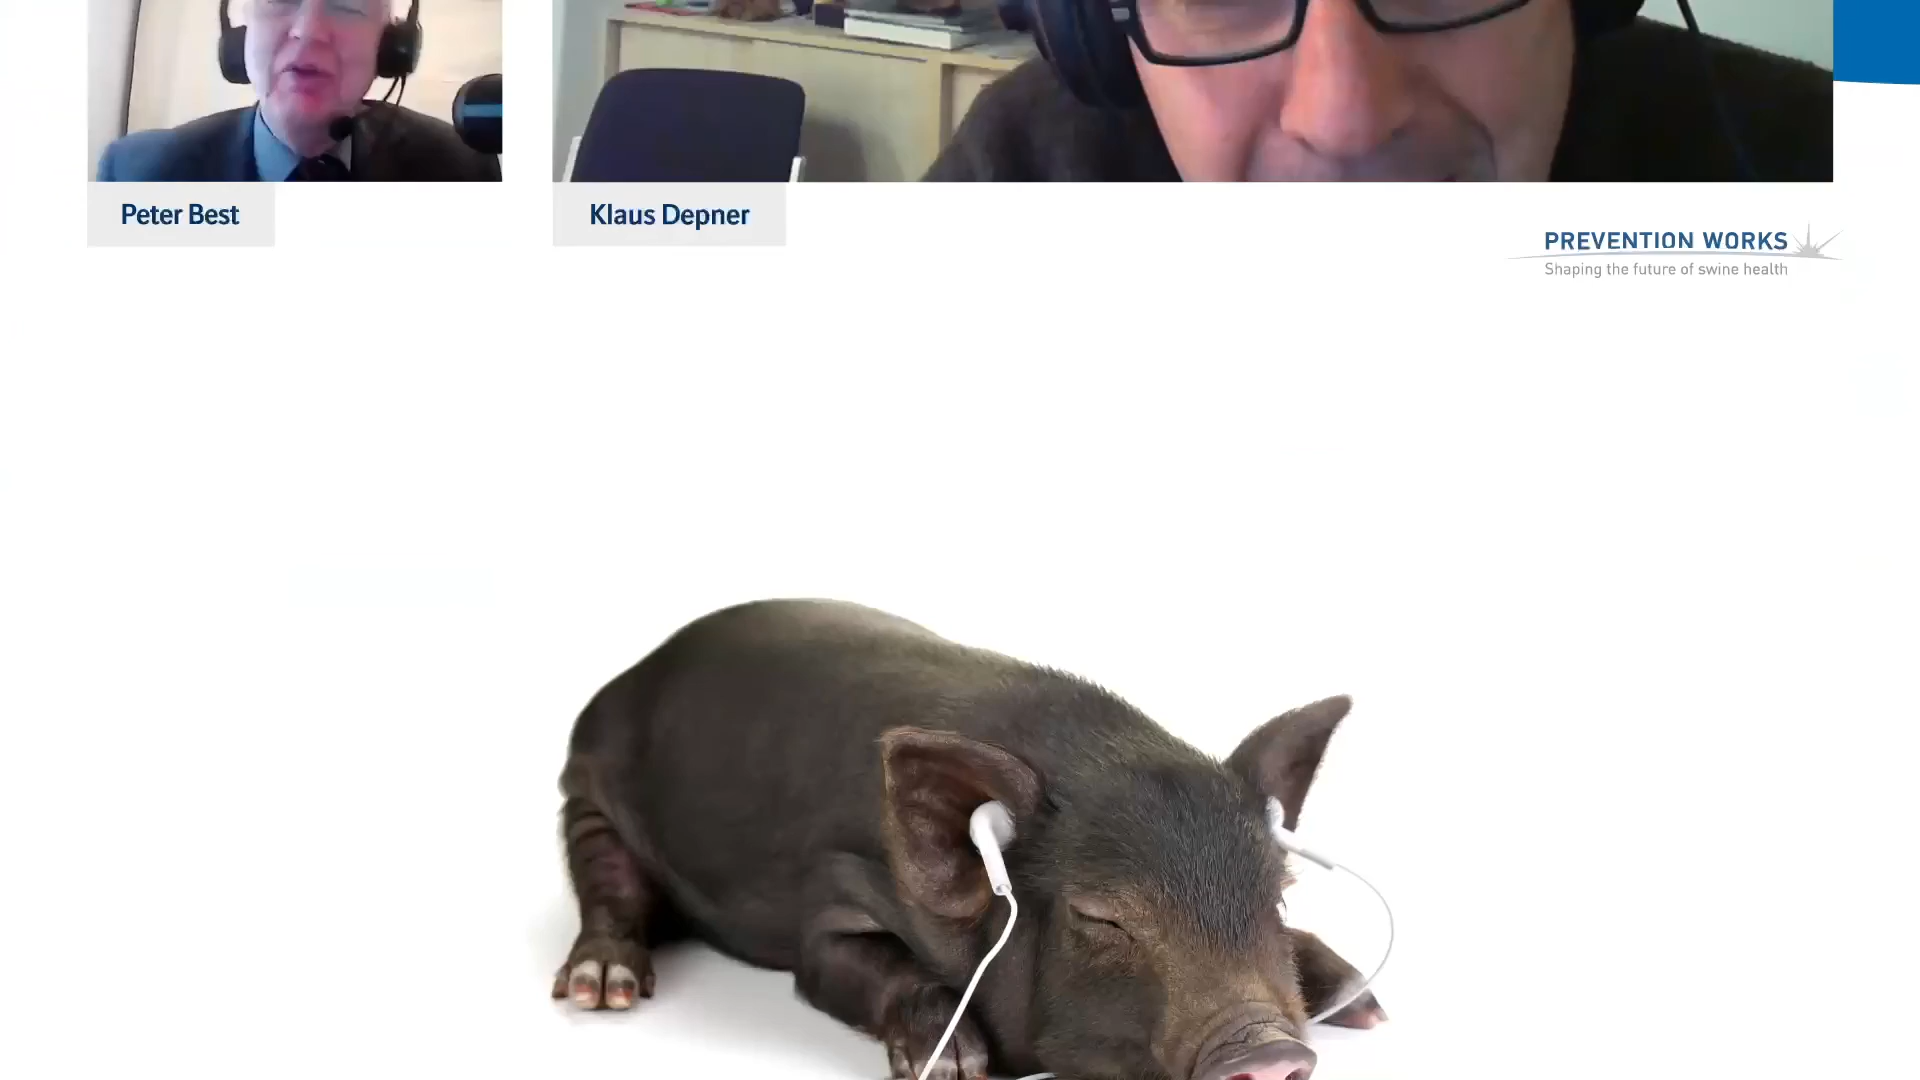 Peter Best
Klaus Depner
PREVENTION WORKS
Shaping the future of swine health